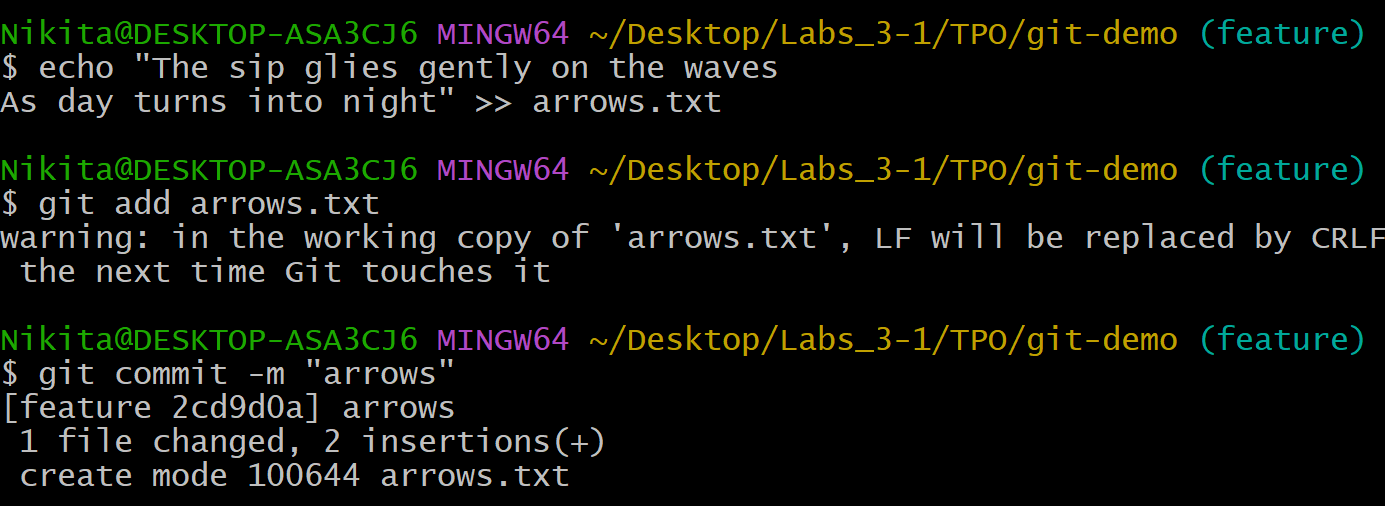 Nikita@DESKTOP-ASA3CJ6 MINGW64 ~/Desktop/Labs_3-1/TPO/git-demo (feature)
$ echo "The sip glies gently on the waves
As day turns into night" >> arrows.txt
Nikita@DESKTOP-ASA3CJ6 MINGW64 ~/Desktop/Labs_3-1/TPO/git-demo (feature)
$ git add arrows.txt
warning: in the working copy of 'arrows.txt', LF will be replaced by CRLF
 the next time Git touches it
Nikita@DESKTOP-ASA3CJ6 MINGW64 ~/Desktop/Labs_3-1/TPO/git-demo (feature)
$ git commit -m "arrows"
[feature 2cd9d0a] arrows
 1 file changed, 2 insertions(+)
 create mode 100644 arrows.txt